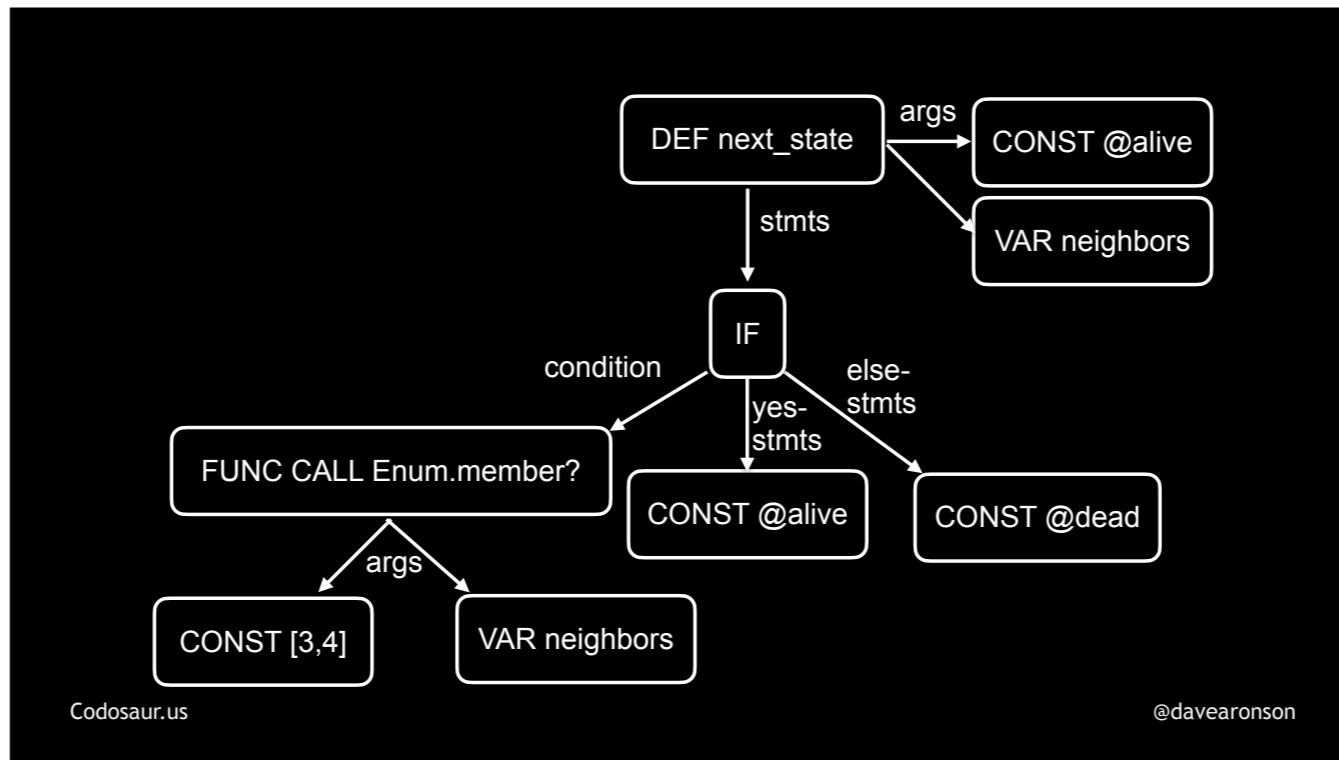 DEF next_state
args
CONST @alive
VAR neighbors
stmts
IF
condition
yes-
stmts
else-
stmts
FUNC CALL Enum.member?
CONST @alive
CONST @dead
args
CONST [3,4]
VAR neighbors
Codosaur.us
@davearonson